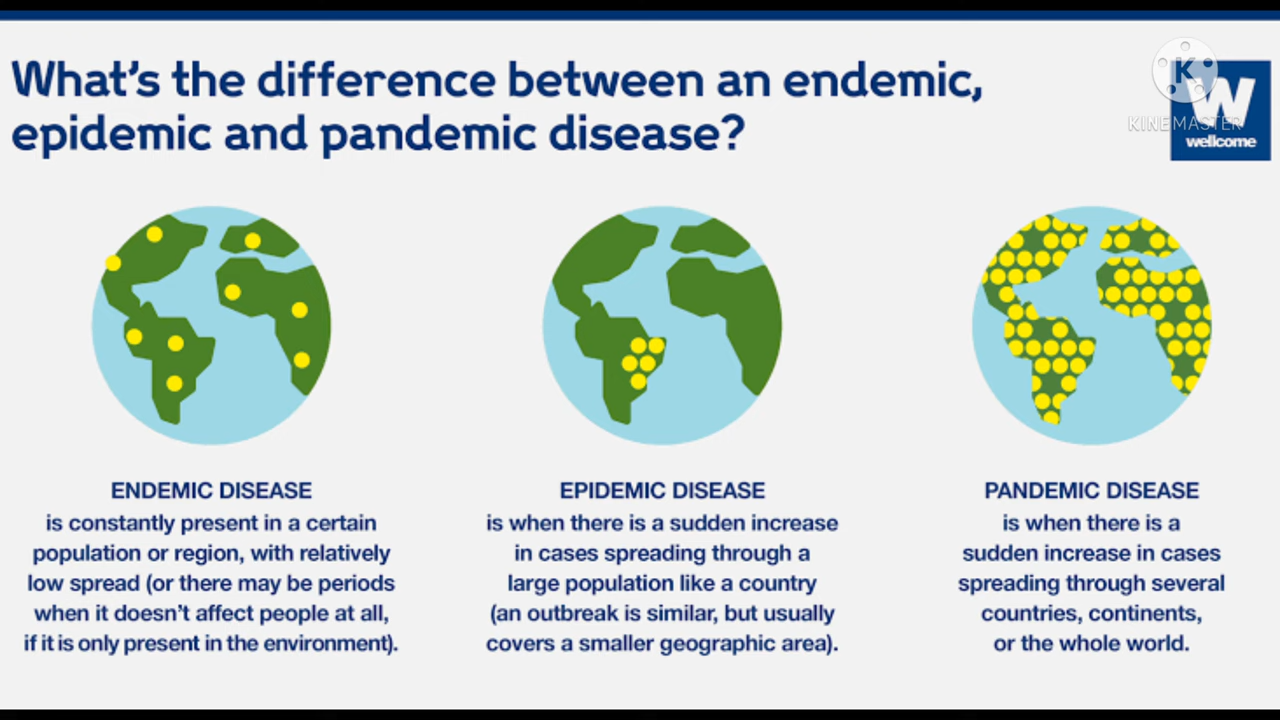 What's the difference between an endemic,
epidemic and pandemic disease?
K
KINEMASTER
W
wellcome
ENDEMIC DISEASE
is constantly present in a certain
population or region, with relatively
low spread (or there may be periods
when it doesn't affect people at all,
if it is only present in the environment).
EPIDEMIC DISEASE
is when there is a sudden increase
in cases spreading through a
large population like a country
(an outbreak is similar, but usually
covers a smaller geographic area).
PANDEMIC DISEASE
is when there is a
sudden increase in cases
spreading through several
countries, continents,
or the whole world.